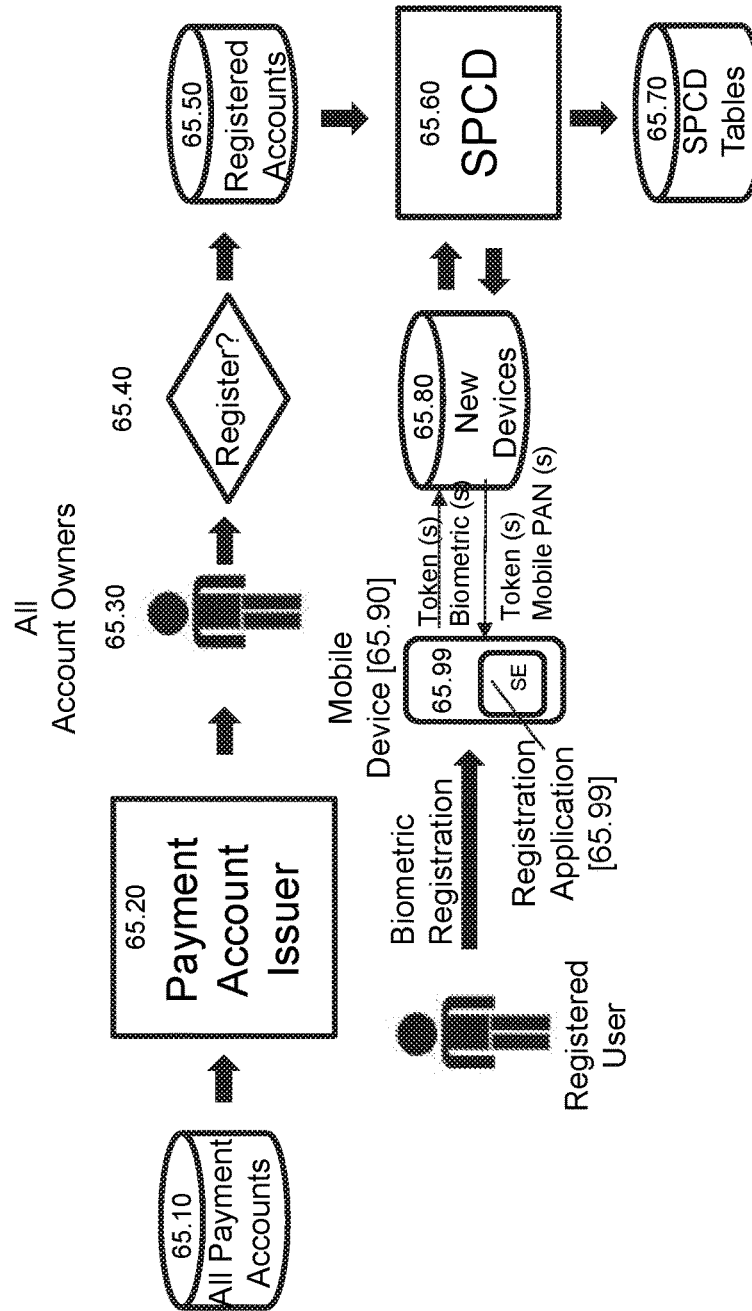 65.10
All Payment
Accounts
65.20
Payment
Account
Issuer
All
Account Owners
65.30
65.40
Register?
65.50
Registered
Accounts
Registered
User
Biometric
Registration
Registration
Application
[65.99]
Mobile
Device [65.90]
65.99
SE
Token (s)
Biometric (s)
Token (s)
Mobile PAN (s)
65.80
New
Devices
65.60
SPCD
65.70
SPCD
Tables